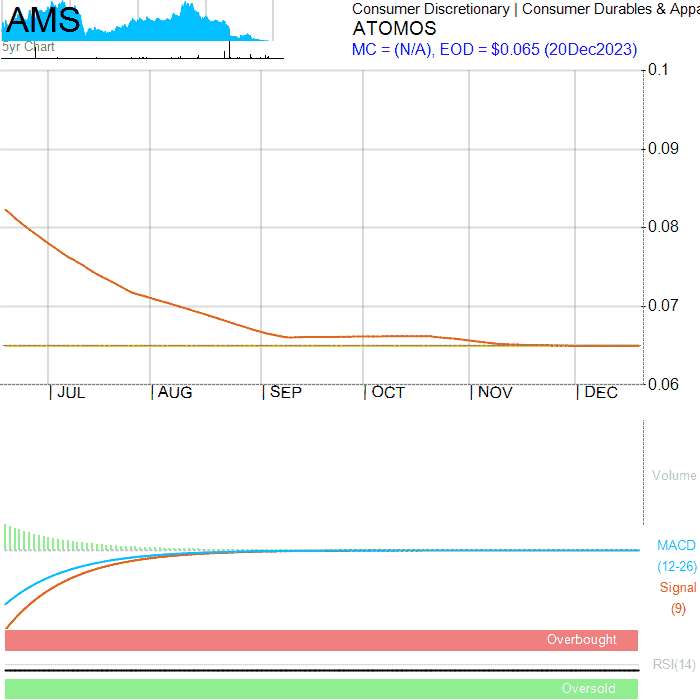 AMS
5yr Chart
Consumer Discretionary | Consumer Durables & Appa
ATOMOS
MC = (N/A), EOD = $0.065 (20Dec2023)
0.1
0.09
0.08
0.07
0.06
JUL AUG SEP OCT NOV DEC
Volume
MACD
(12-26)
Signal
(9)
Overbought
RSI(14)
Oversold